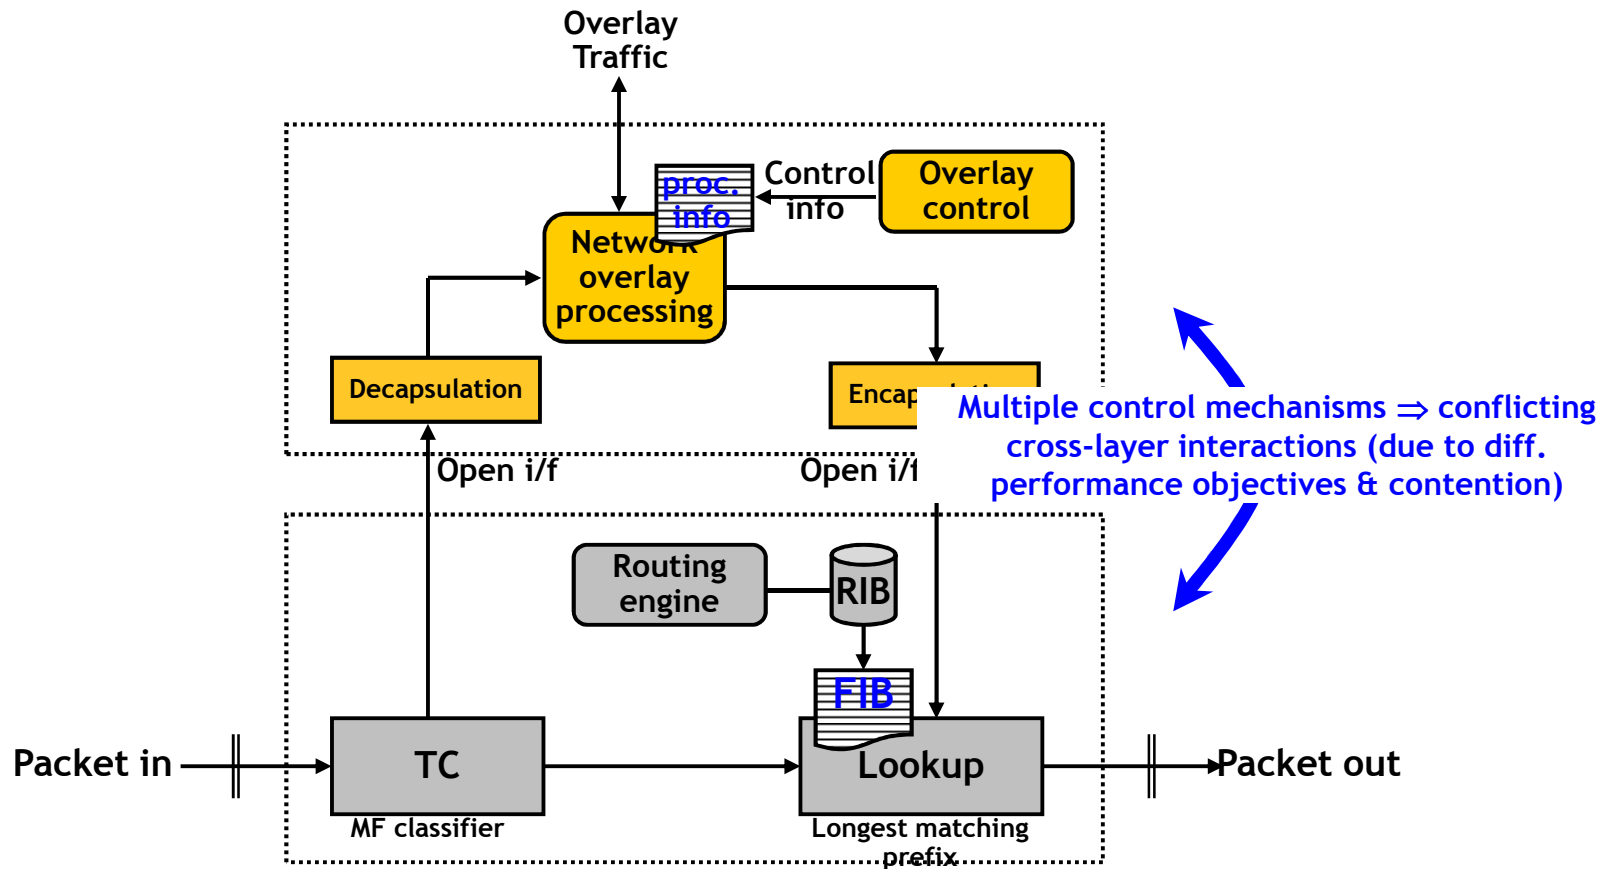 Overlay
Traffic
proc.
info
Control
info
Overlay
control
Network
overlay
processing
Decapsulation
Multiple control mechanisms ⇒ conflicting
cross-layer interactions (due to diff.
performance objectives & contention)
Open i/f
Open i/f
Routing
engine
RIB
FIB
Packet in
TC
Lookup
Packet out
MF classifier
Longest matching
prefix